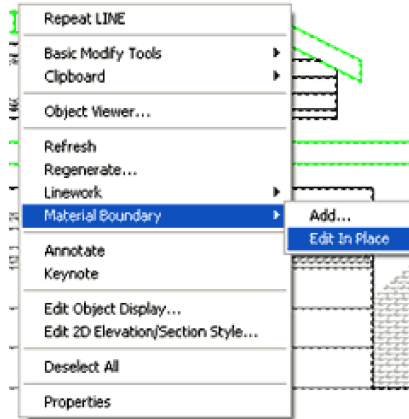 Repeat LINE
Basic Modify Tools
Clipboard
Object Viewer...
Refresh
Regenerate...
Linework
Material Boundary
Add...
Edit In Place
Annotate
Keynote
Edit Object Display...
Edit 2D Elevation/Section Style...
Deselect All
Properties